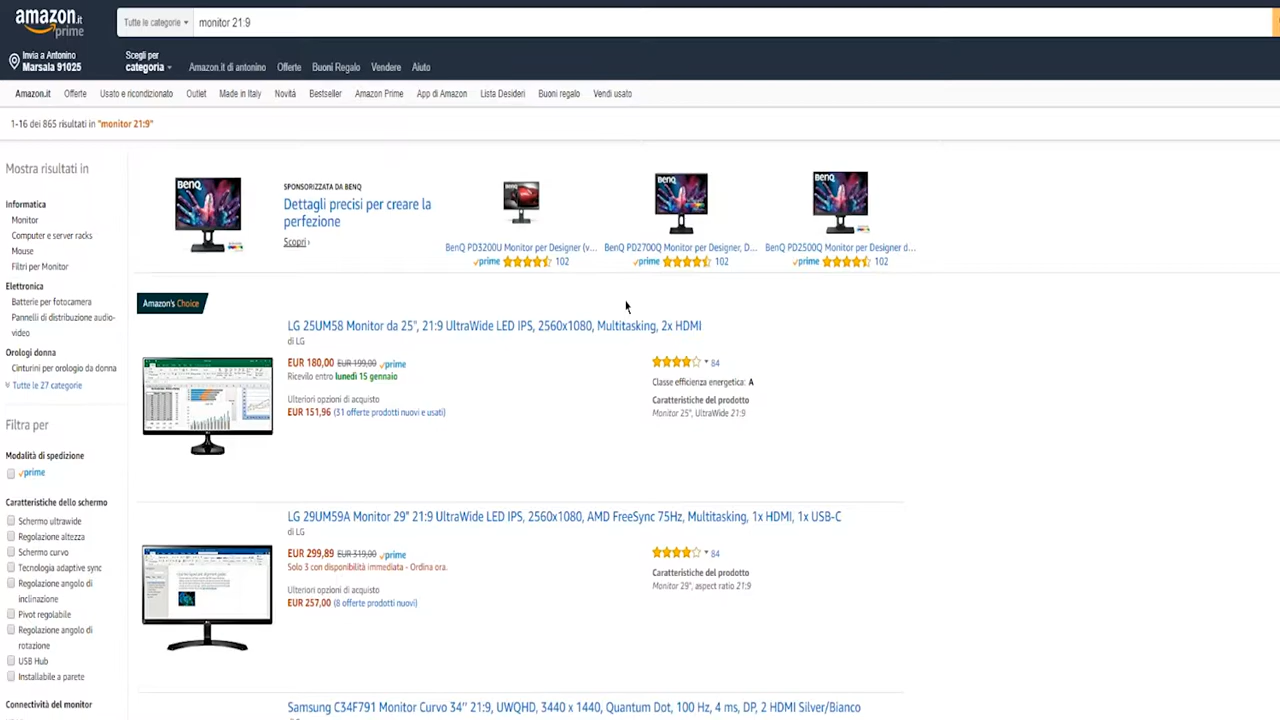 amazon.it
prime
Tutte le categorie
monitor 21:9
Invia a Antonino
Marsala 91025
Scegli per
categoria
Amazon.it di antonino
Offerte
Buoni Regalo
Vendere
Aiuto
Amazon.it
Offerte
Usato e ricondizionato
Outlet
Made in Italy
Novità
Bestseller
Amazon Prime
App di Amazon
Lista Desideri
Buoni regalo
Vendi usato
1-16 dei 865 risultati in "monitor 21:9"
Mostra risultati in
Informatica
Monitor
Computer e server racks
Mouse
Filtri per Monitor
Elettronica
Batterie per fotocamera
Pannelli di distribuzione audio-
video
Orologi donna
Cinturini per orologio da donna
Tutte le 27 categorie
Filtra per
Modalità di spedizione
prime
Caratteristiche dello schermo
Schermo ultrawide
Regolazione altezza
Schermo curvo
Tecnologia adaptive sync
Regolazione angolo di
inclinazione
Pivot regolabile
Regolazione angolo di
rotazione
USB Hub
Installabile a parete
Connectività del monitor
BenQ
SPONSORIZZATA DA BENQ
Dettagli precisi per creare la
perfezione
Scopri ›
BenQ PD3200U Monitor per Designer (v...
prime 102
BenQ PD2700Q Monitor per Designer, D...
prime 102
BenQ PD2500Q Monitor per Designer d...
prime 102
Amazon's Choice
LG 25UM58 Monitor da 25", 21:9 UltraWide LED IPS, 2560x1080, Multitasking, 2x HDMI
di LG
EUR 180,00 EUR 199,00 prime
Ricevilo entro lunedì 15 gennaio
Ulteriori opzioni di acquisto
EUR 151,96 (31 offerte prodotti nuovi e usati)
84
Classe efficienza energetica: A
Caratteristiche del prodotto
Monitor 25", UltraWide 21:9
LG 29UM59A Monitor 29" 21:9 UltraWide LED IPS, 2560x1080, AMD FreeSync 75Hz, Multitasking, 1x HDMI, 1x USB-C
di LG
EUR 299,89 EUR 319,00 prime
Solo 3 con disponibilità immediata - Ordina ora.
Ulteriori opzioni di acquisto
EUR 257,00 (8 offerte prodotti nuovi)
84
Caratteristiche del prodotto
Monitor 29", aspect ratio 21:9
Samsung C34F791 Monitor Curvo 34'' 21:9, UWQHD, 3440 x 1440, Quantum Dot, 100 Hz, 4 ms, DP, 2 HDMI Silver/Bianco